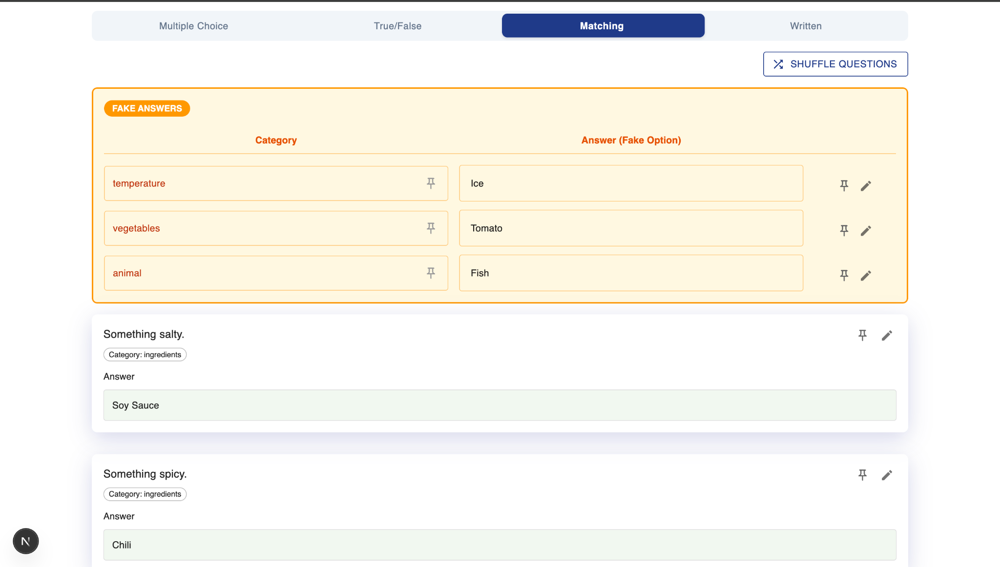 Multiple Choice
True/False
Matching
Written
SHUFFLE QUESTIONS
FAKE ANSWERS
Category
Answer (Fake Option)
temperature
Ice
vegetables
Tomato
animal
Fish
Something salty.
Category: ingredients
Answer
Soy Sauce
Something spicy.
Category: ingredients
Answer
Chili
N